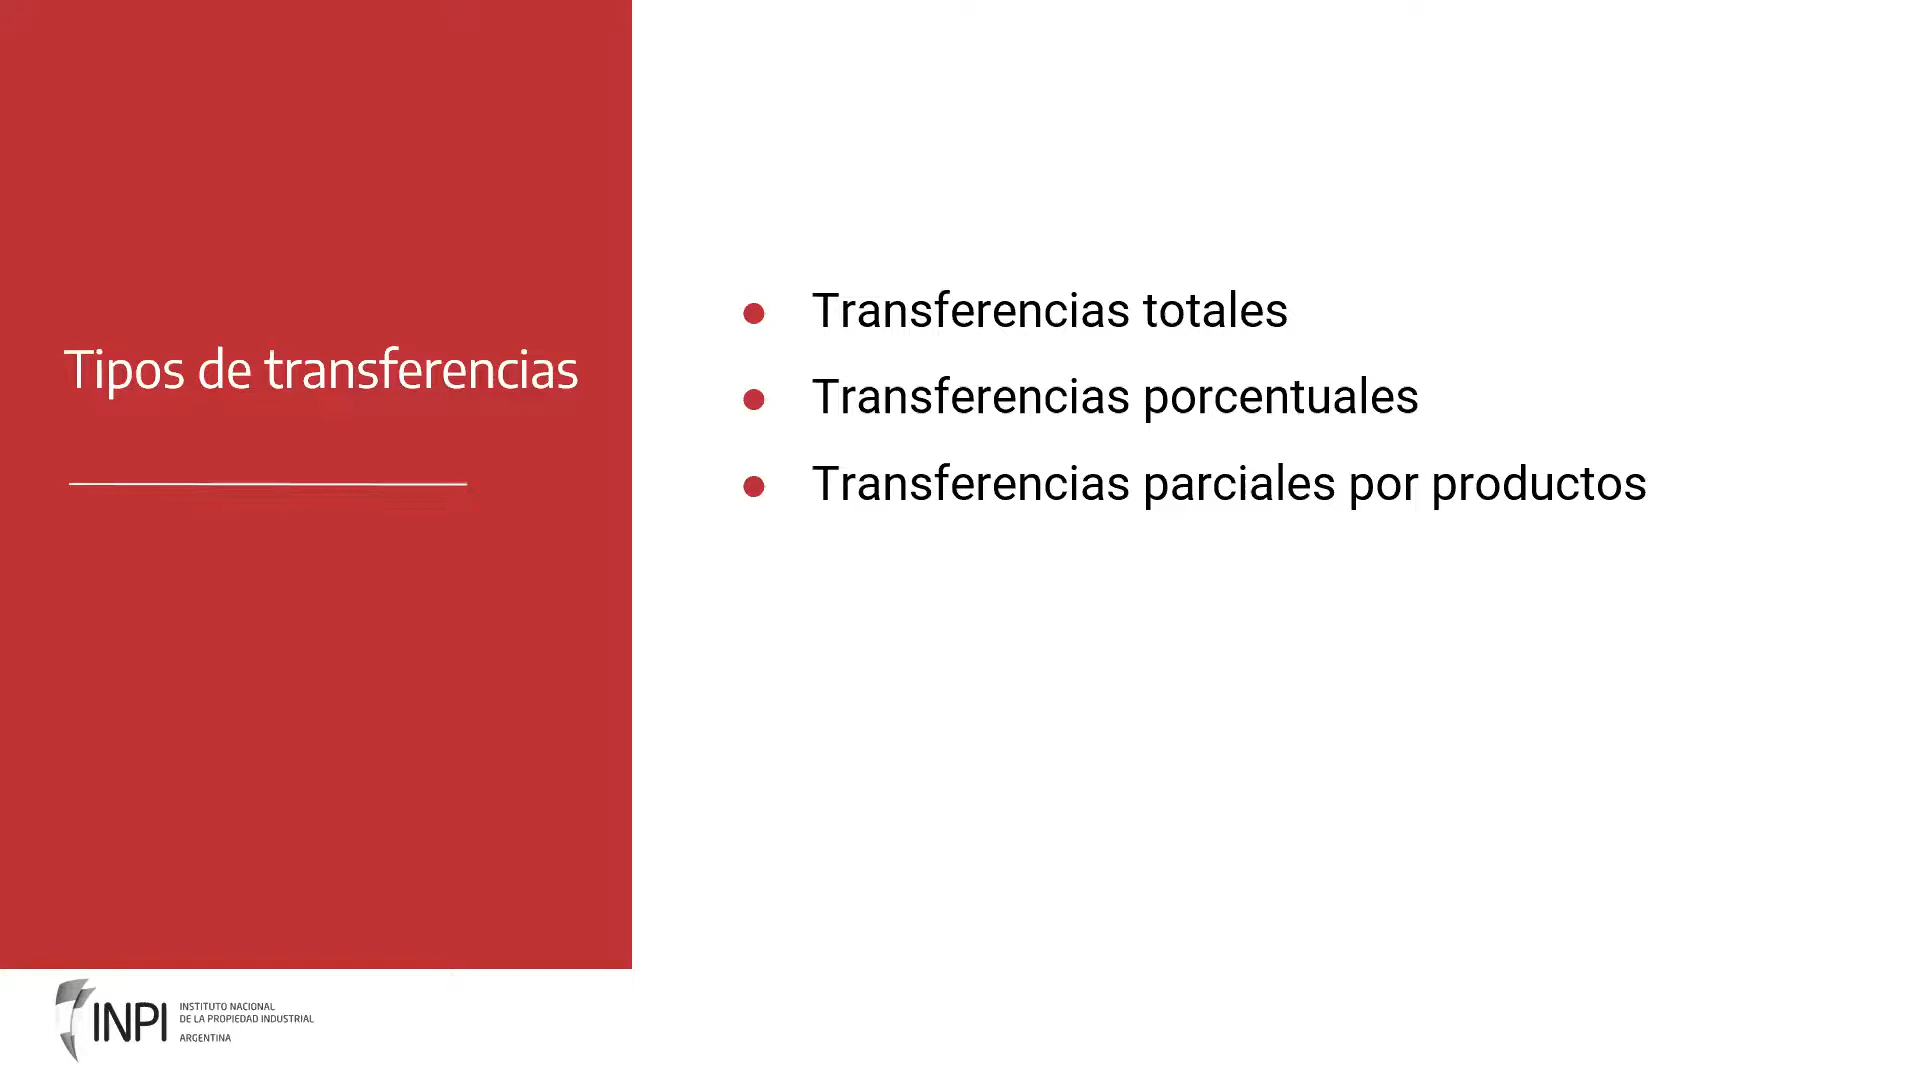 Tipos de transferencias
● Transferencias totales
● Transferencias porcentuales
● Transferencias parciales por productos
INPI
INSTITUTO NACIONAL
DE LA PROPIEDAD INDUSTRIAL
ARGENTINA